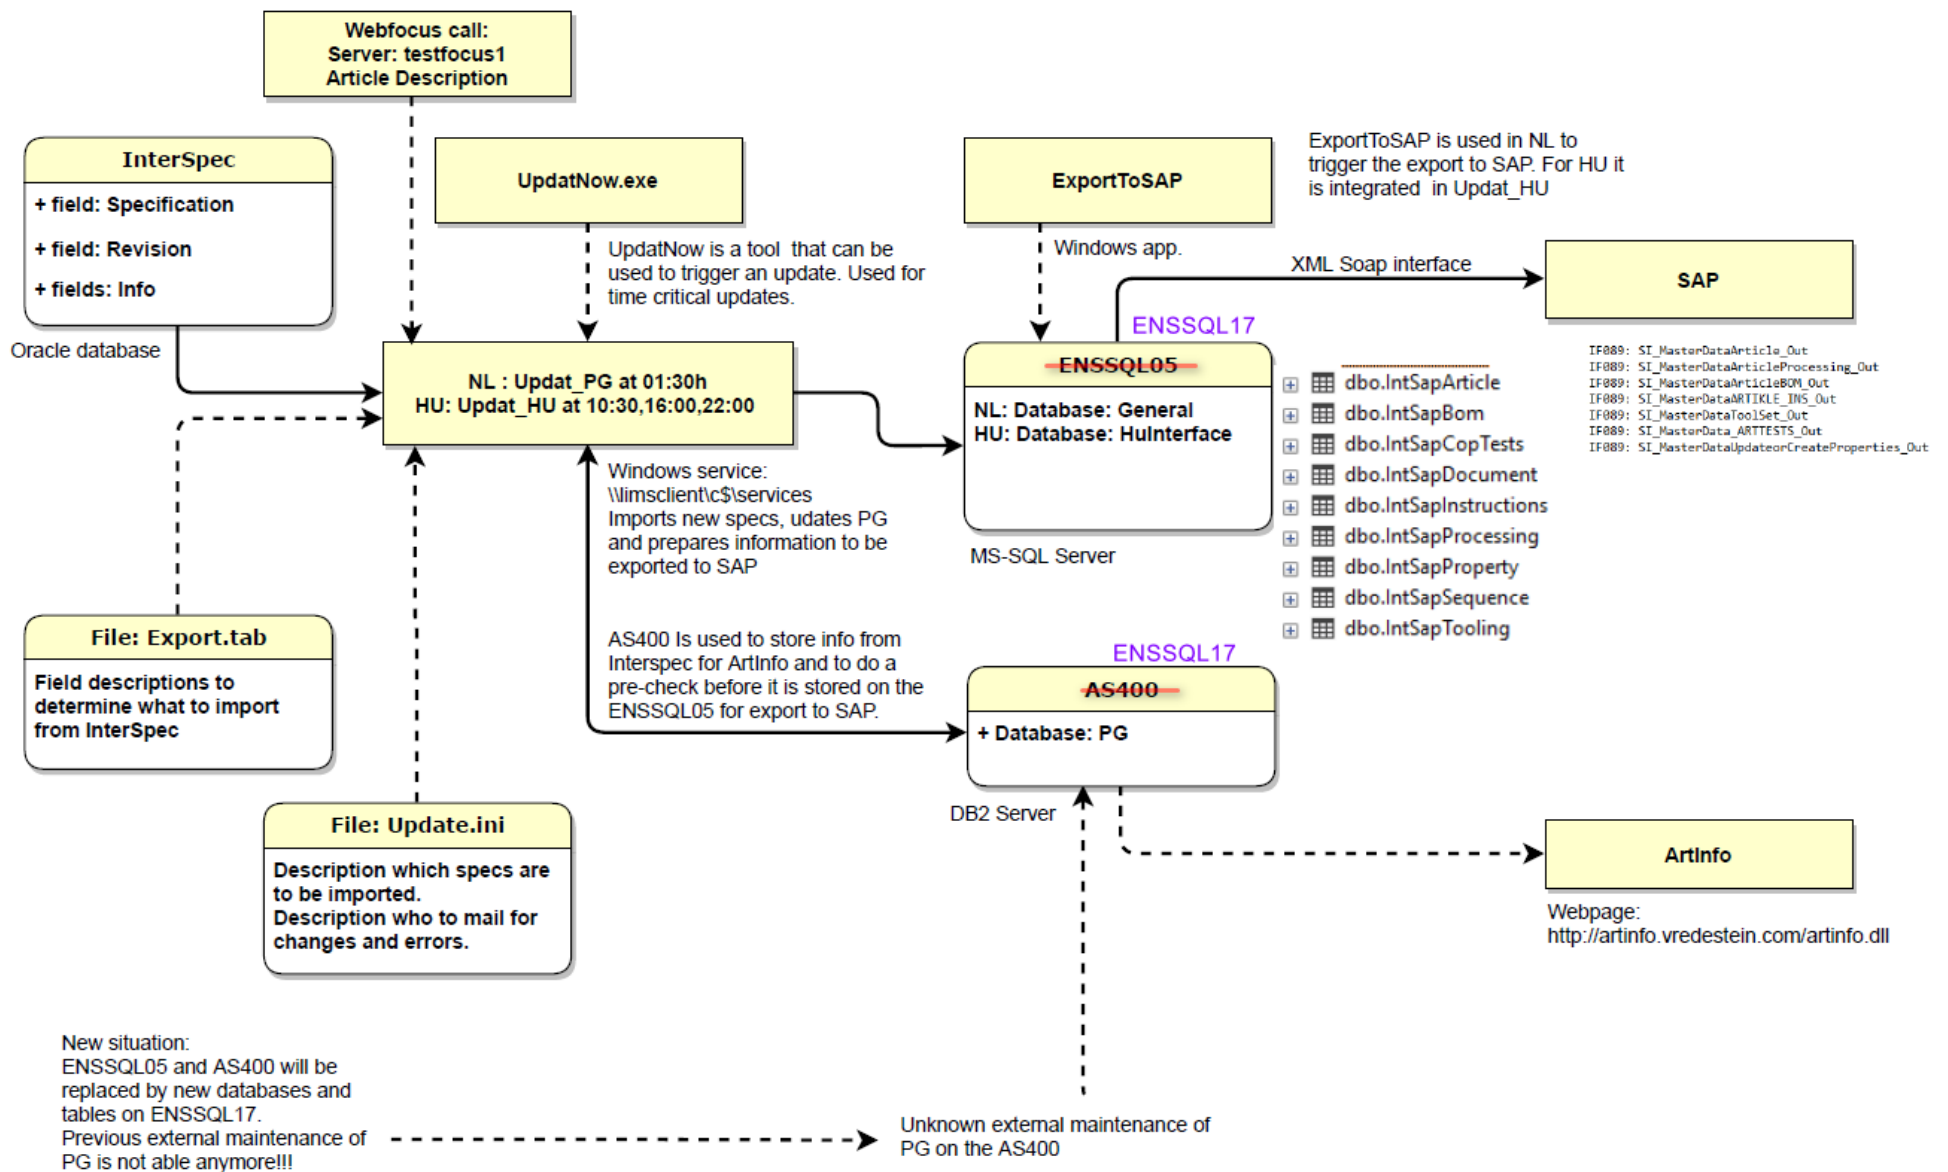 Webfocus call:
Server: testfocus1
Article Description
InterSpec
+ field: Specification
+ field: Revision
+ fields: Info
Oracle database
UpdatNow.exe
UpdatNow is a tool  that can be
used to trigger an update. Used for
time critical updates.
ExportToSAP
Windows app.
ExportToSAP is used in NL to
trigger the export to SAP. For HU it
is integrated  in Updat_HU
XML Soap interface
SAP
NL : Updat_PG at 01:30h
HU: Updat_HU at 10:30,16:00,22:00
ENSSQL17
ENSSQL05
NL: Database: General
HU: Database: HuInterface
MS-SQL Server
dbo.IntSapArticle
dbo.IntSapBom
dbo.IntSapCopTests
dbo.IntSapDocument
dbo.IntSapInstructions
dbo.IntSapProcessing
dbo.IntSapProperty
dbo.IntSapSequence
dbo.IntSapTooling
IF089: SI_MasterDataArticle_Out
IF089: SI_MasterDataArticleProcessing_Out
IF089: SI_MasterDataArticleBOM_Out
IF089: SI_MasterDataARTIKLE_INS_Out
IF089: SI_MasterDataToolSet_Out
IF089: SI_MasterData_ARTTESTS_Out
IF089: SI_MasterDataUpdateorCreateProperties_Out
Windows service:
\\limsclient\c$\services
Imports new specs, udates PG
and prepares information to be
exported to SAP
AS400 Is used to store info from
Interspec for ArtInfo and to do a
pre-check before it is stored on the
ENSSQL05 for export to SAP.
File: Export.tab
Field descriptions to
determine what to import
from InterSpec
File: Update.ini
Description which specs are
to be imported.
Description who to mail for
changes and errors.
ENSSQL17
AS400
+ Database: PG
DB2 Server
ArtInfo
Webpage:
http://artinfo.vredestein.com/artinfo.dll
New situation:
ENSSQL05 and AS400 will be
replaced by new databases and
tables on ENSSQL17.
Previous external maintenance of
PG is not able anymore!!!
Unknown external maintenance of
PG on the AS400